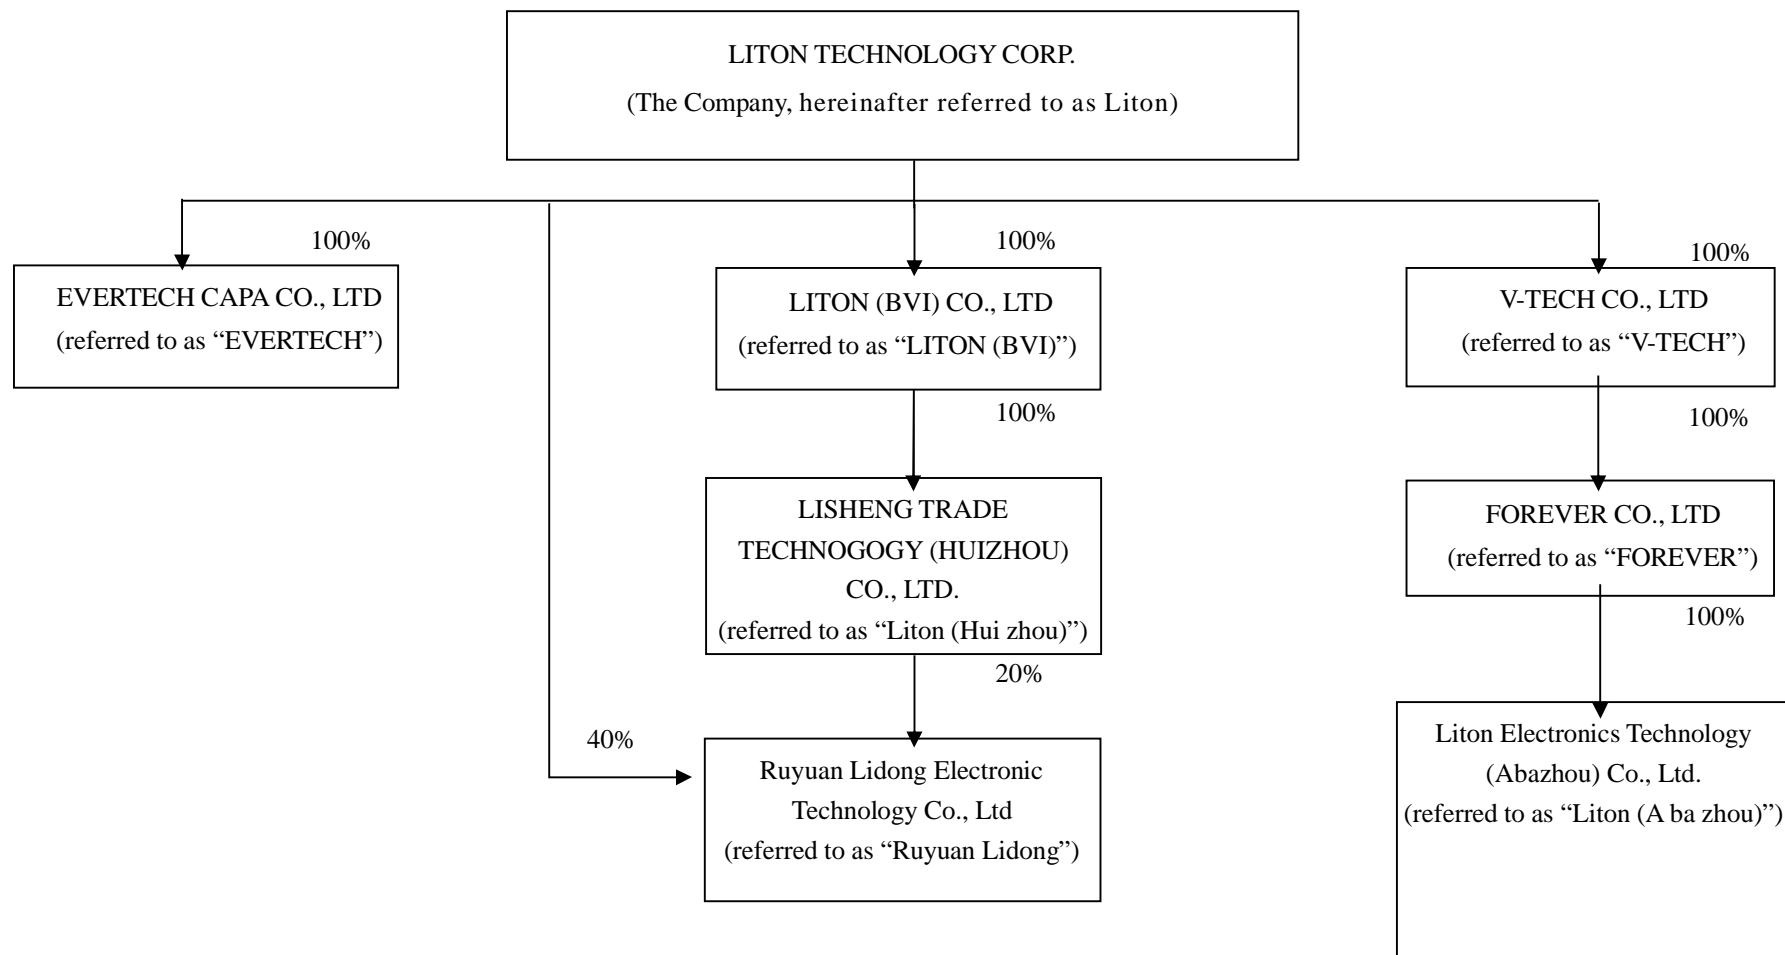 LITON TECHNOLOGY CORP.
(The Company, hereinafter referred to as Liton)
100%
100%
100%
EVERTECH CAPA CO., LTD
(referred to as “EVERTECH”)
LITON (BVI) CO., LTD
(referred to as “LITON (BVI)”)
V-TECH CO., LTD
(referred to as “V-TECH”)
100%
100%
LISHENG TRADE
TECHNOGOGY (HUIZHOU)
CO., LTD.
(referred to as “Liton (Hui zhou)”)
FOREVER CO., LTD
(referred to as “FOREVER”)
20%
100%
40%
Ruyuan Lidong Electronic
Technology Co., Ltd
(referred to as “Ruyuan Lidong”)
Liton Electronics Technology
(Abazhou) Co., Ltd.
(referred to as “Liton (A ba zhou)”